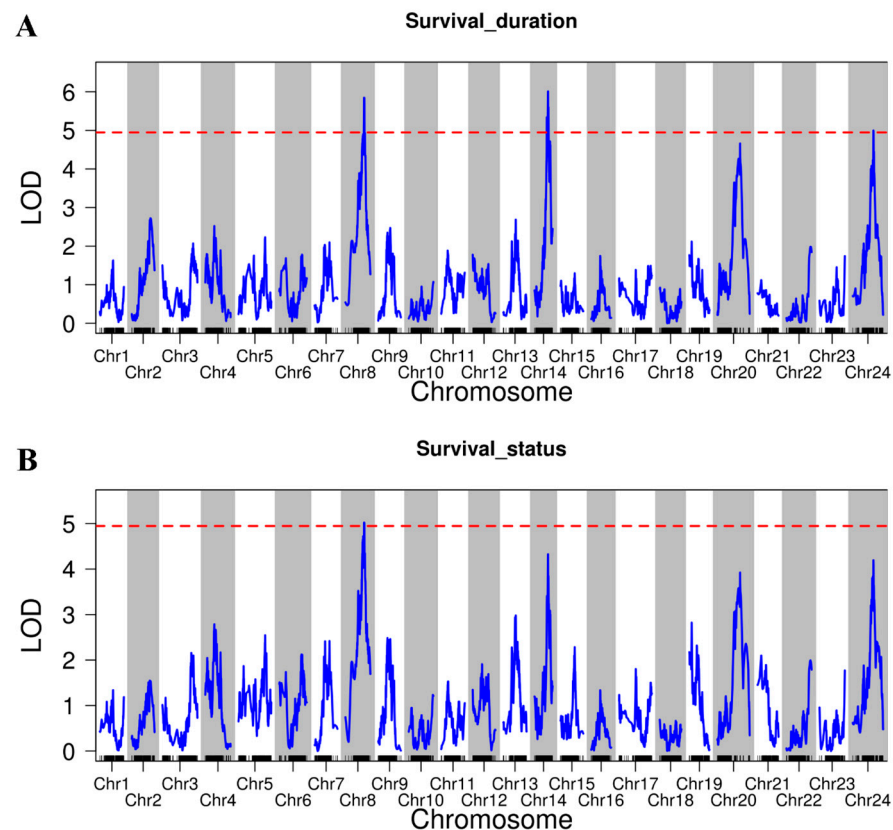 A
Survival_duration
LOD
6
5
4
3
2
1
0
Chr1 Chr3 Chr5 Chr7 Chr9 Chr11 Chr13 Chr15 Chr17 Chr19 Chr21 Chr23
Chr2 Chr4 Chr6 Chr8 Chr10 Chr12 Chr14 Chr16 Chr18 Chr20 Chr22 Chr24
Chromosome
B
Survival_status
LOD
5
4
3
2
1
0
Chr1 Chr3 Chr5 Chr7 Chr9 Chr11 Chr13 Chr15 Chr17 Chr19 Chr21 Chr23
Chr2 Chr4 Chr6 Chr8 Chr10 Chr12 Chr14 Chr16 Chr18 Chr20 Chr22 Chr24
Chromosome